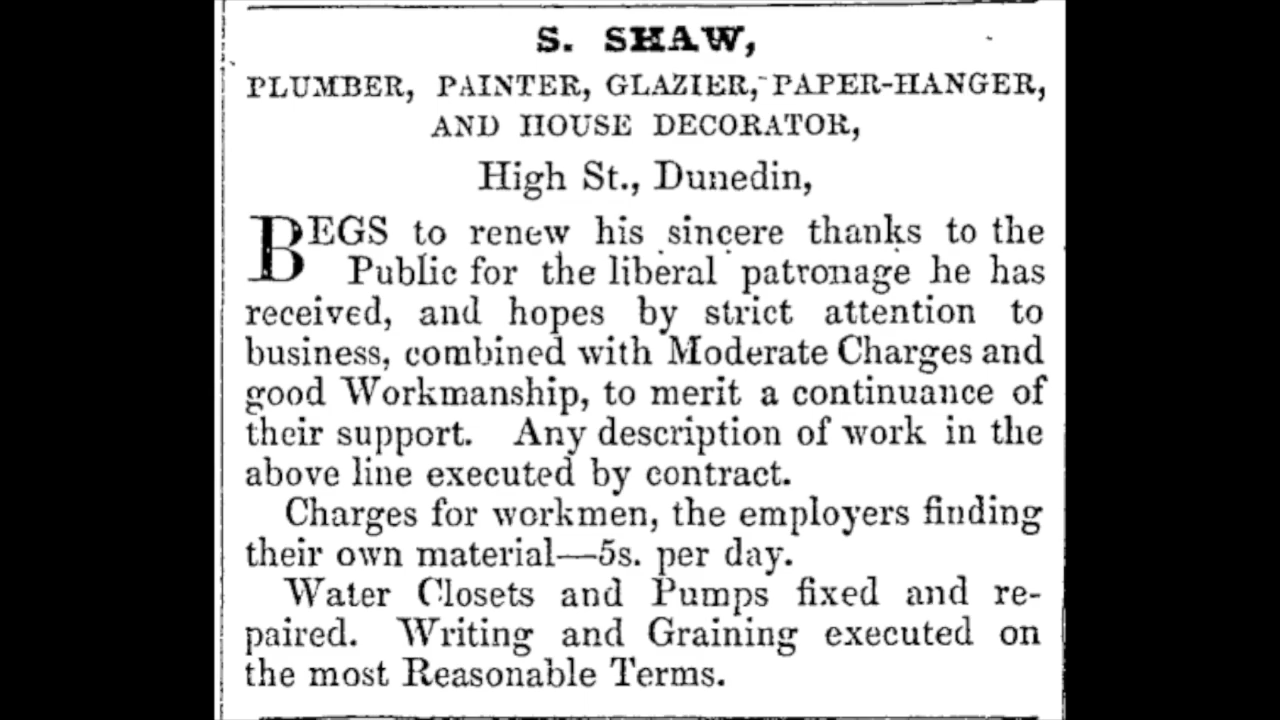 S. SHAW,
PLUMBER, PAINTER, GLAZIER, PAPER-HANGER,
AND HOUSE DECORATOR,
High St., Dunedin,
BEGS to renew his sincere thanks to the
Public for the liberal patronage he has
received, and hopes by strict attention to
business, combined with Moderate Charges and
good Workmanship, to merit a continuance of
their support. Any description of work in the
above line executed by contract.
Charges for workmen, the employers finding
their own material—5s. per day.
Water Closets and Pumps fixed and re-
paired. Writing and Graining executed on
the most Reasonable Terms.